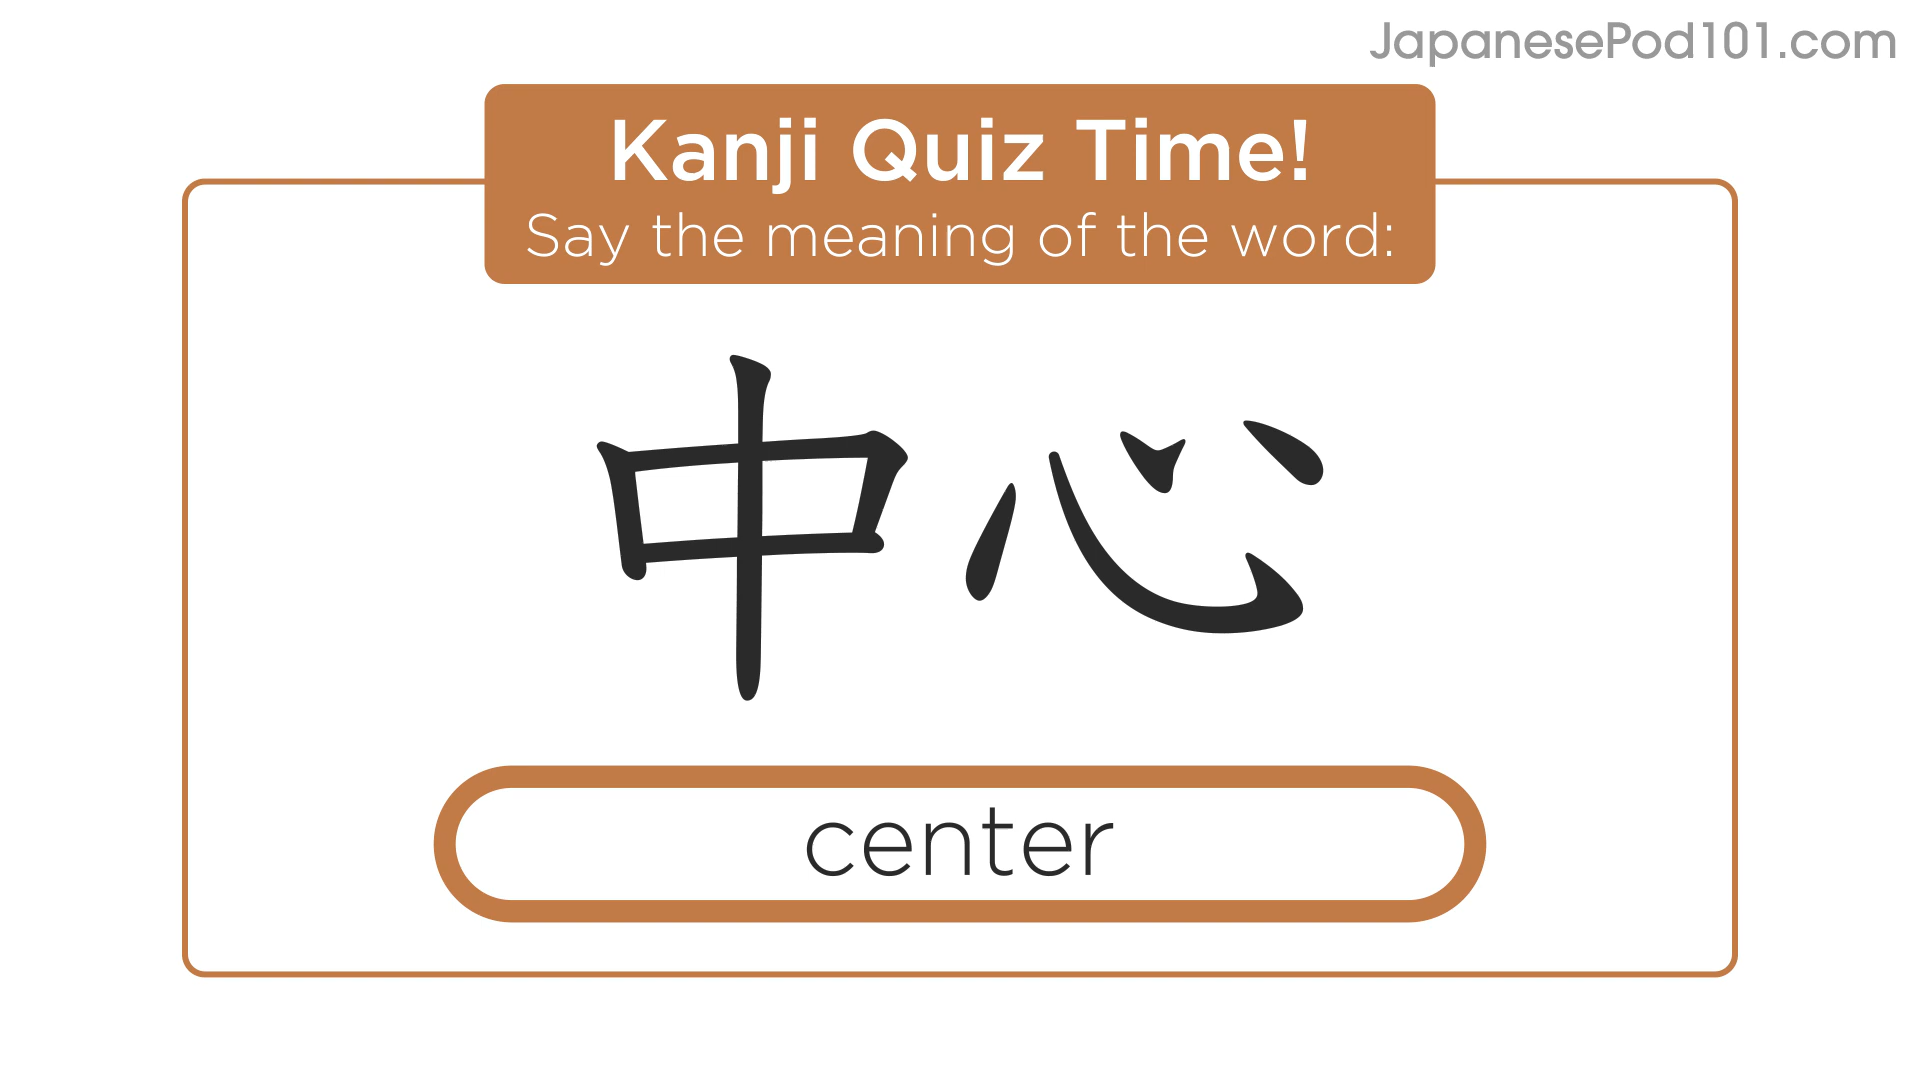 JapanesePod101.com
Kanji Quiz Time!
Say the meaning of the word:
中心
center